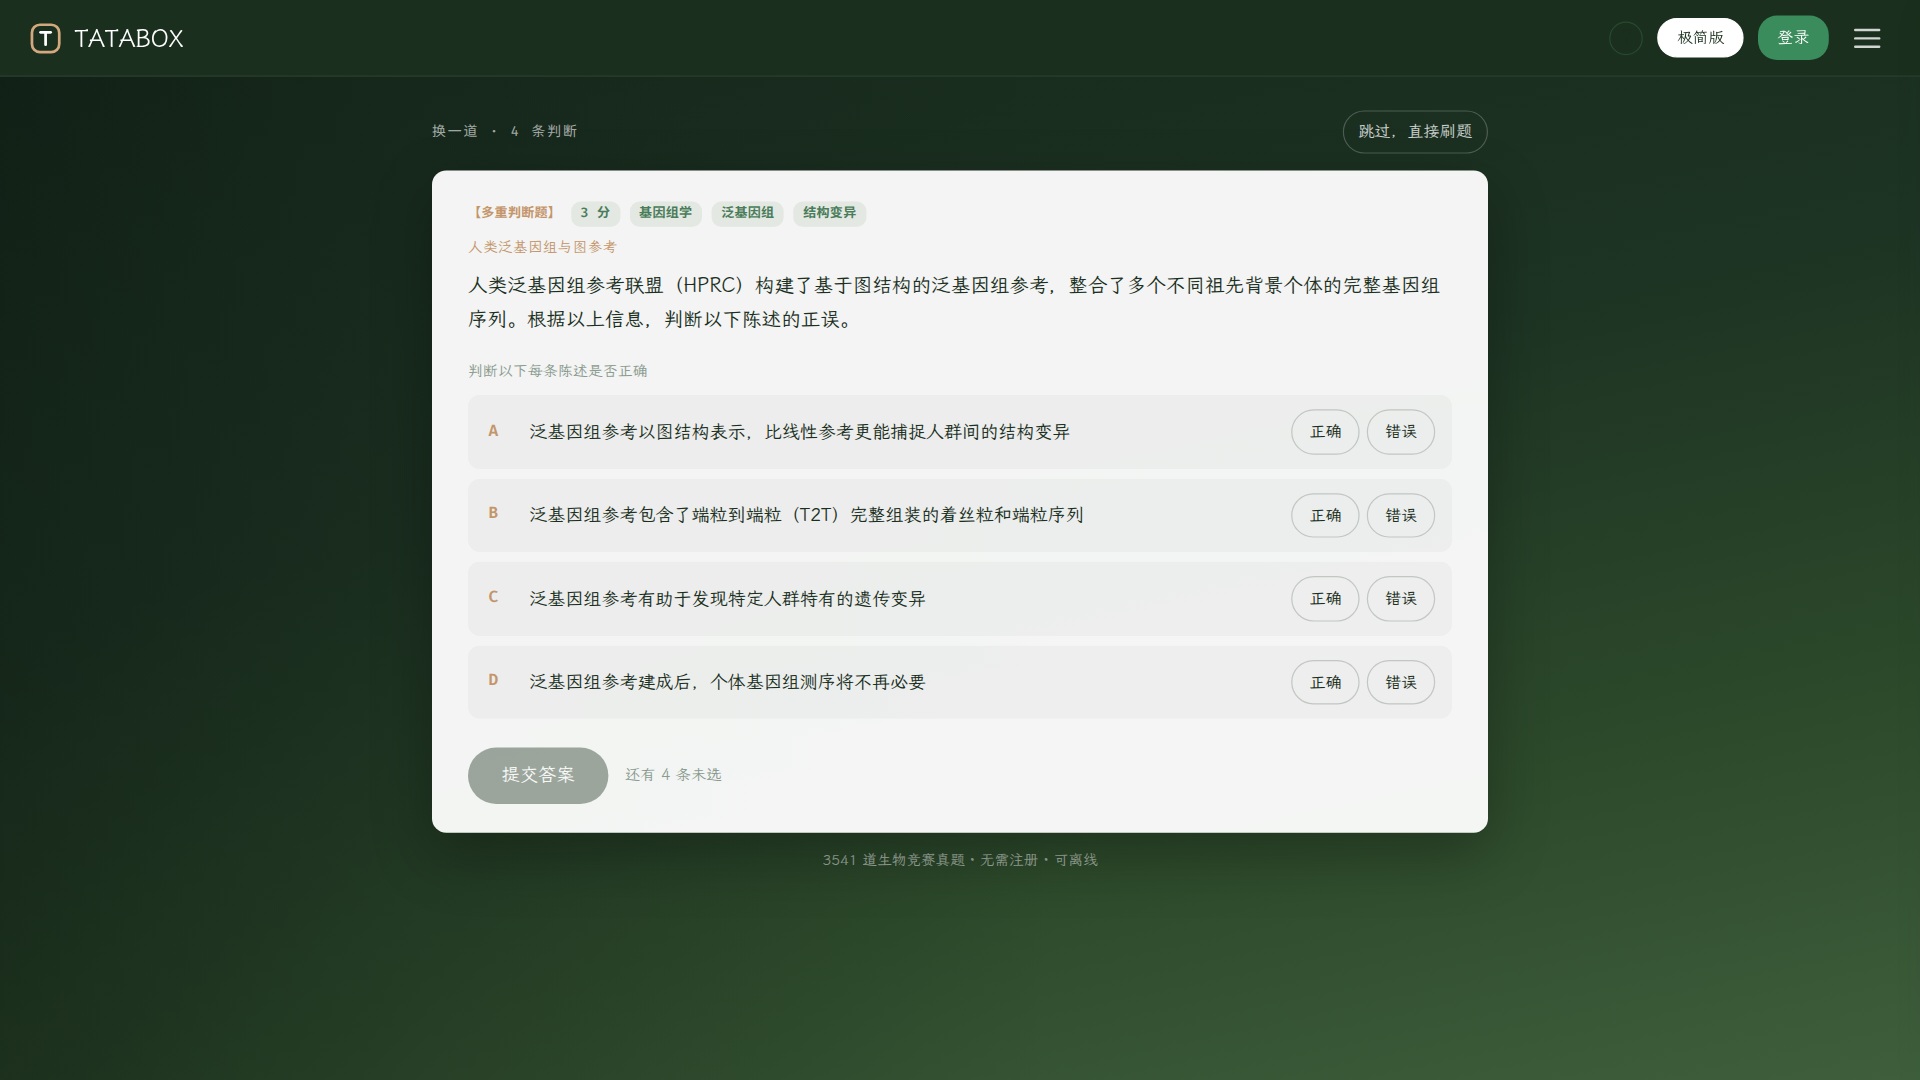 TATABOX
极简版
登录
换一道 · 4 条判断
跳过，直接刷题
【多重判断题】 3 分 基因组学 泛基因组 结构变异
人类泛基因组与图参考
人类泛基因组参考联盟（HPRC）构建了基于图结构的泛基因组参考，整合了多个不同祖先背景个体的完整基因组
序列。根据以上信息，判断以下陈述的正误。
判断以下每条陈述是否正确
A 泛基因组参考以图结构表示，比线性参考更能捕捉人群间的结构变异 正确 错误
B 泛基因组参考包含了端粒到端粒（T2T）完整组装的着丝粒和端粒序列 正确 错误
C 泛基因组参考有助于发现特定人群特有的遗传变异 正确 错误
D 泛基因组参考建成后，个体基因组测序将不再必要 正确 错误
提交答案 还有 4 条未选
3541 道生物竞赛真题·无需注册·可离线